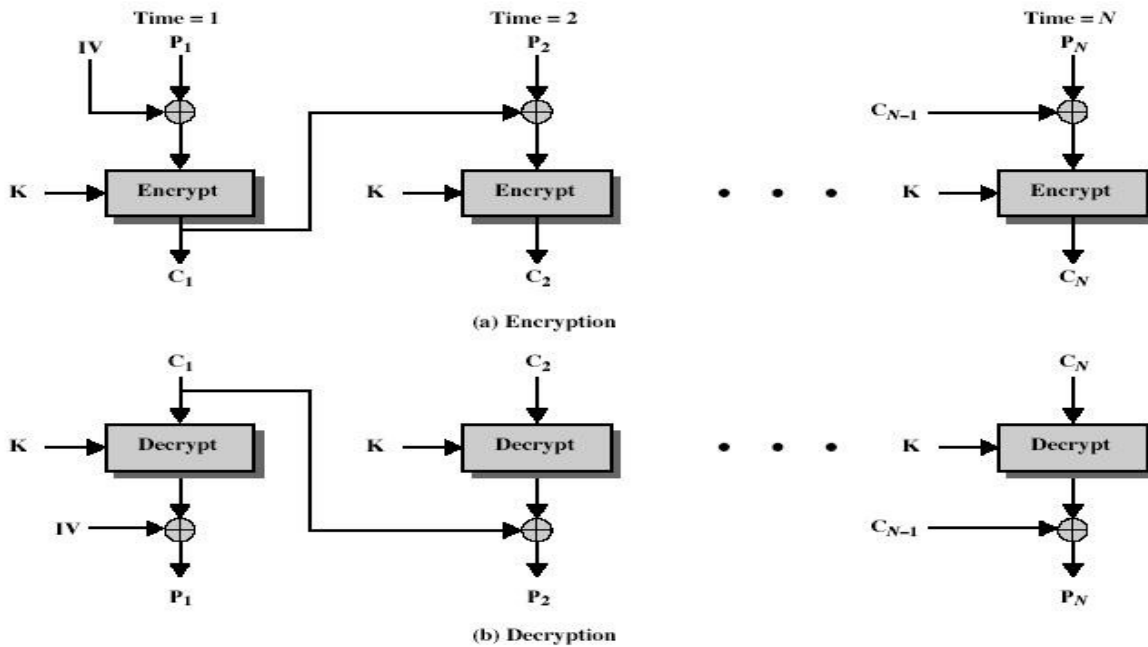 Time = 1 Time = 2 Time = N
IV P1 P2 PN
CN−1
K Encrypt K Encrypt • • • K Encrypt
C1 C2 CN
(a) Encryption
C1 C2 CN
K Decrypt K Decrypt • • • K Decrypt
IV CN−1
P1 P2 PN
(b) Decryption